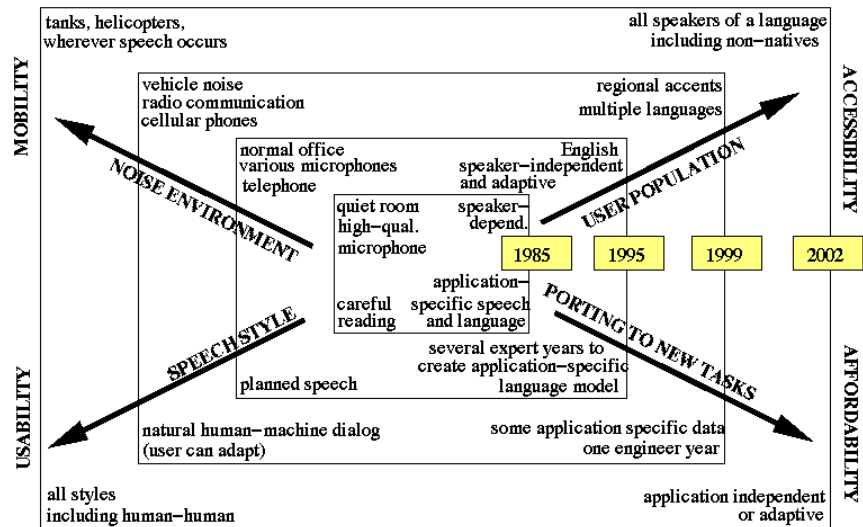 tanks, helicopters,
wherever speech occurs
all speakers of a language
including non−natives
MOBILITY
ACCESSIBILITY
vehicle noise
radio communication
cellular phones
regional accents
multiple languages
normal office
various microphones
telephone
English
speaker−independent
and adaptive
NOISE ENVIRONMENT
USER POPULATION
quiet room
high−qual.
microphone
speaker−
depend.
1985
1995
1999
2002
careful
reading
application−
specific speech
and language
SPEECH STYLE
PORTING TO NEW TASKS
planned speech
several expert years to
create application−specific
language model
USABILITY
AFFORDABILITY
natural human−machine dialog
(user can adapt)
some application specific data
one engineer year
all styles
including human−human
application independent
or adaptive